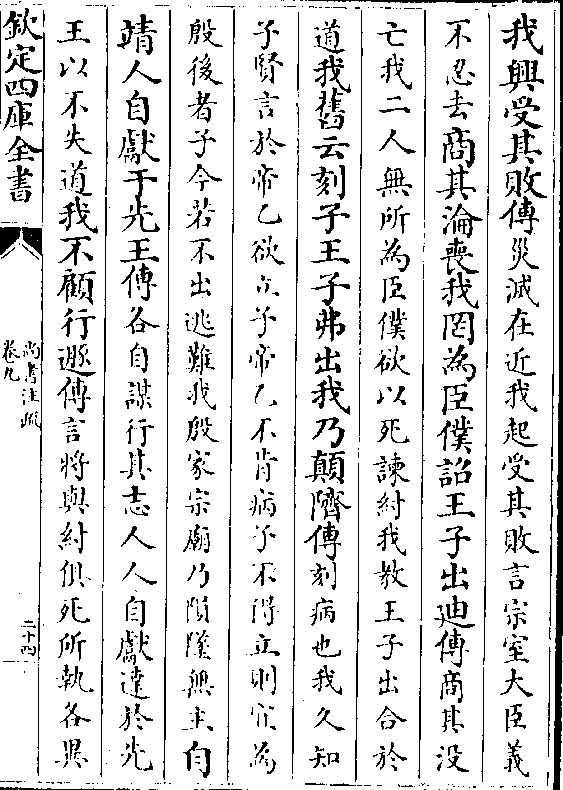 我興受其敗傳災滅在近我起受其敗言宗室大臣義
不忍去商其淪喪我罔為臣僕詔王子出迪傳商其没
亡我二人無所為臣僕欲以死諫紂我教王子出合於
道我舊云刻子王子弗出我乃顛隮傳刻病也我久知
子賢言於帝乙欲立子帝乙不肯病子不得立則宜為
殷後者子今若不出逃難我殷家宗廟乃隕墜無主自
靖人自獻于先王傳各自謀行其志人人自獻達於先
王以不失道我不顧行遯傳言將與紂俱死所執各異
欽定四庫全書
尚書注疏
卷九
二十四